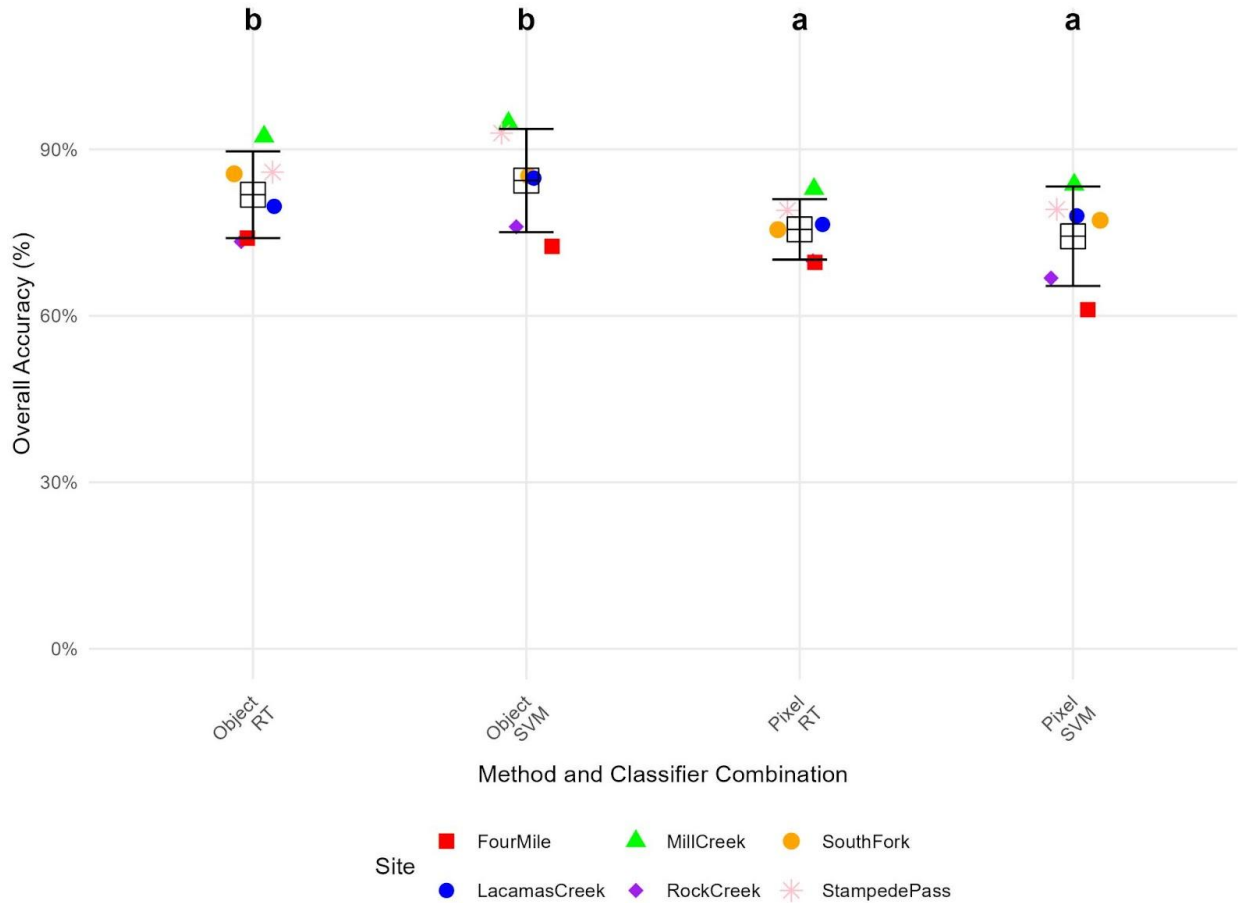 b b a a
90%
60%
30%
0%
Overall Accuracy (%)
Object RT
Object SVM
Pixel RT
Pixel SVM
Method and Classifier Combination
Site
FourMile MillCreek SouthFork
LacamasCreek RockCreek StampedePass